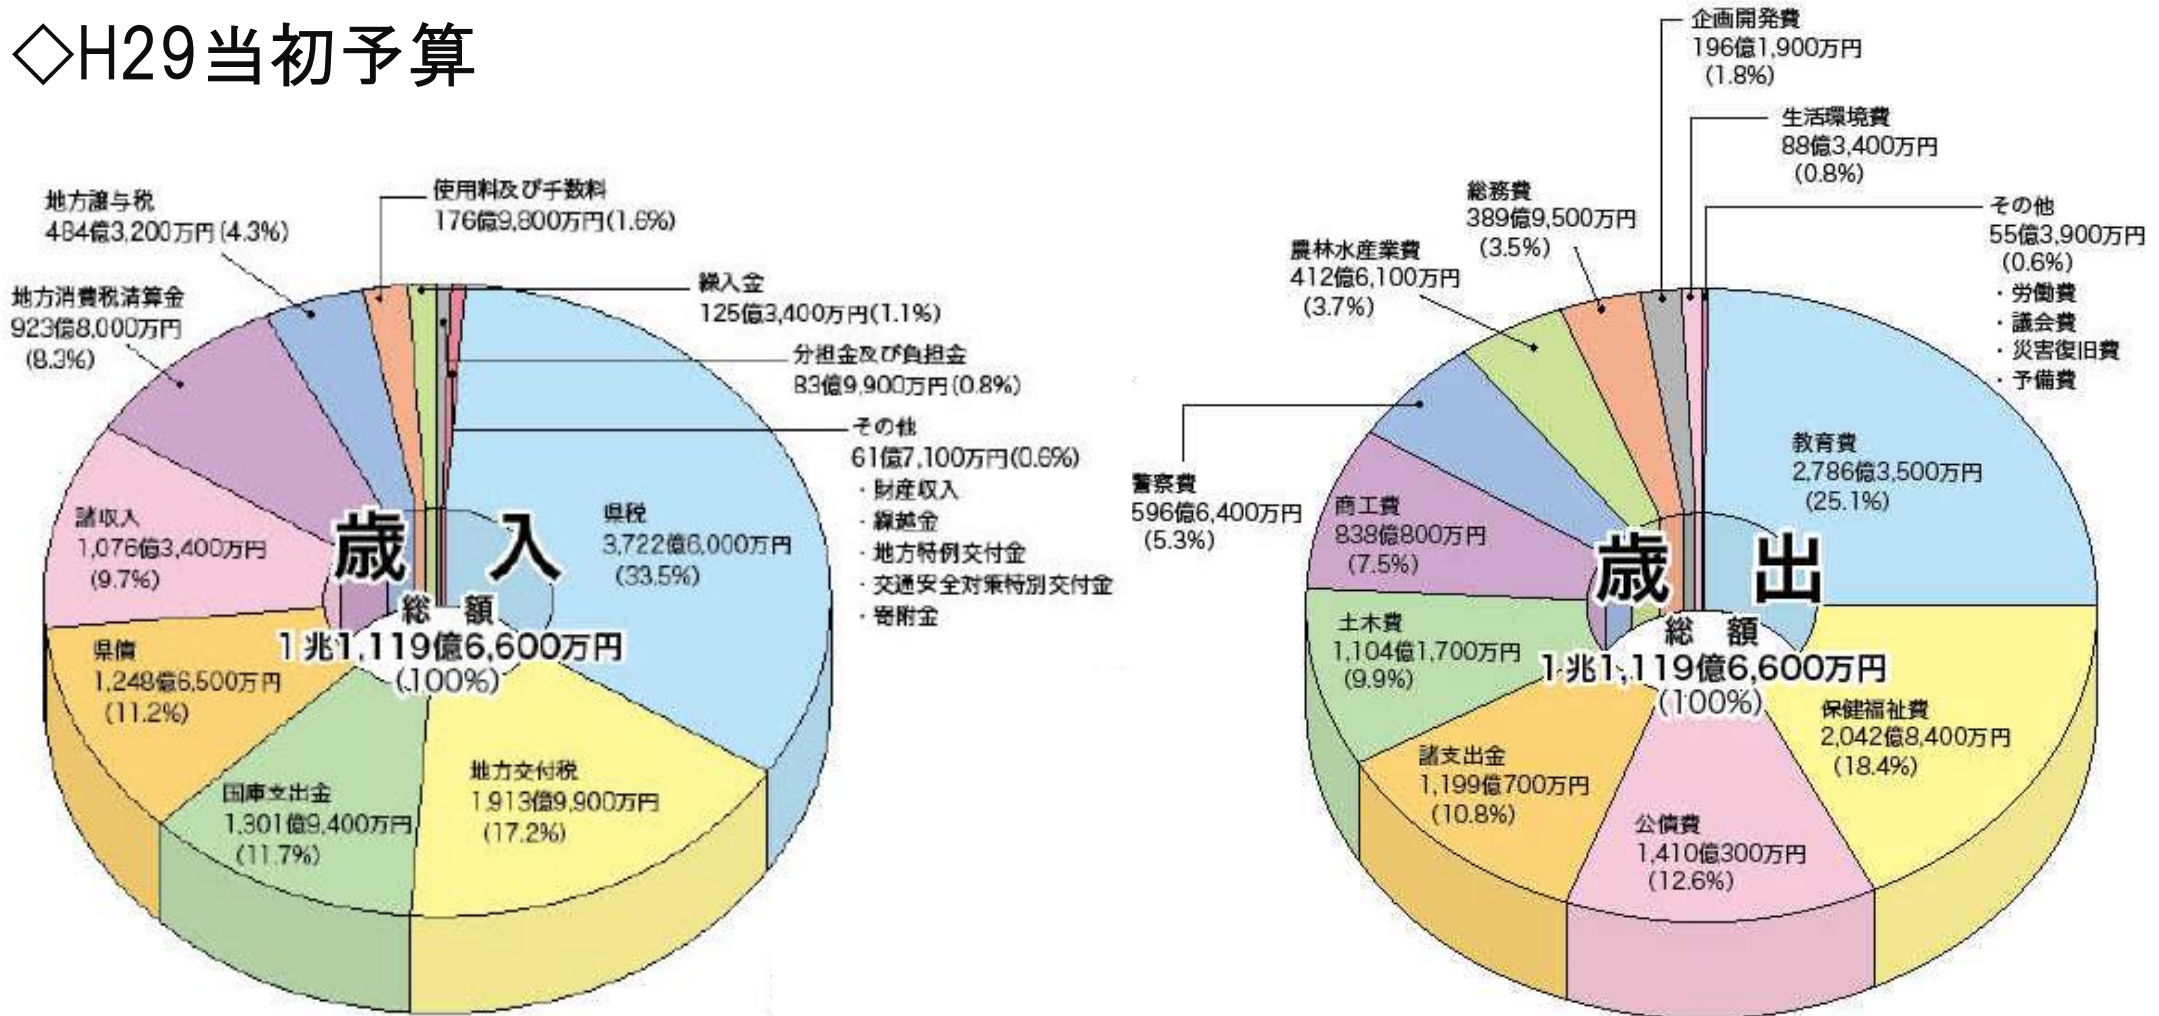 ◇H29当初予算
地方譲与税
484億3,200万円(4.3%)
使用料及び手数料
176億9,800万円(1.6%)
地方消費税清算金
923億8,000万円
(8.3%)
繰入金
125億3,400万円(1.1%)
分担金及び負担金
83億9,900万円(0.8%)
その他
61億7,100万円(0.6%)
・財産収入
・繰越金
・地方特例交付金
・交通安全対策特別交付金
・寄附金
諸収入
1,076億3,400万円
(9.7%)
県税
3,722億6,000万円
(33.5%)
歳 入
総 額
1兆1,119億6,600万円
(100%)
県債
1,248億6,500万円
(11.2%)
国庫支出金
1,301億9,400万円
(11.7%)
地方交付税
1,913億9,900万円
(17.2%)
企画開発費
196億1,900万円
(1.8%)
生活環境費
88億3,400万円
(0.8%)
総務費
389億9,500万円
(3.5%)
その他
55億3,900万円
(0.6%)
・労働費
・議会費
・災害復旧費
・予備費
農林水産業費
412億6,100万円
(3.7%)
警察費
596億6,400万円
(5.3%)
教育費
2,786億3,500万円
(25.1%)
商工費
838億800万円
(7.5%)
歳 出
総 額
1兆1,119億6,600万円
(100%)
土木費
1,104億1,700万円
(9.9%)
保健福祉費
2,042億8,400万円
(18.4%)
諸支出金
1,199億700万円
(10.8%)
公債費
1,410億300万円
(12.6%)